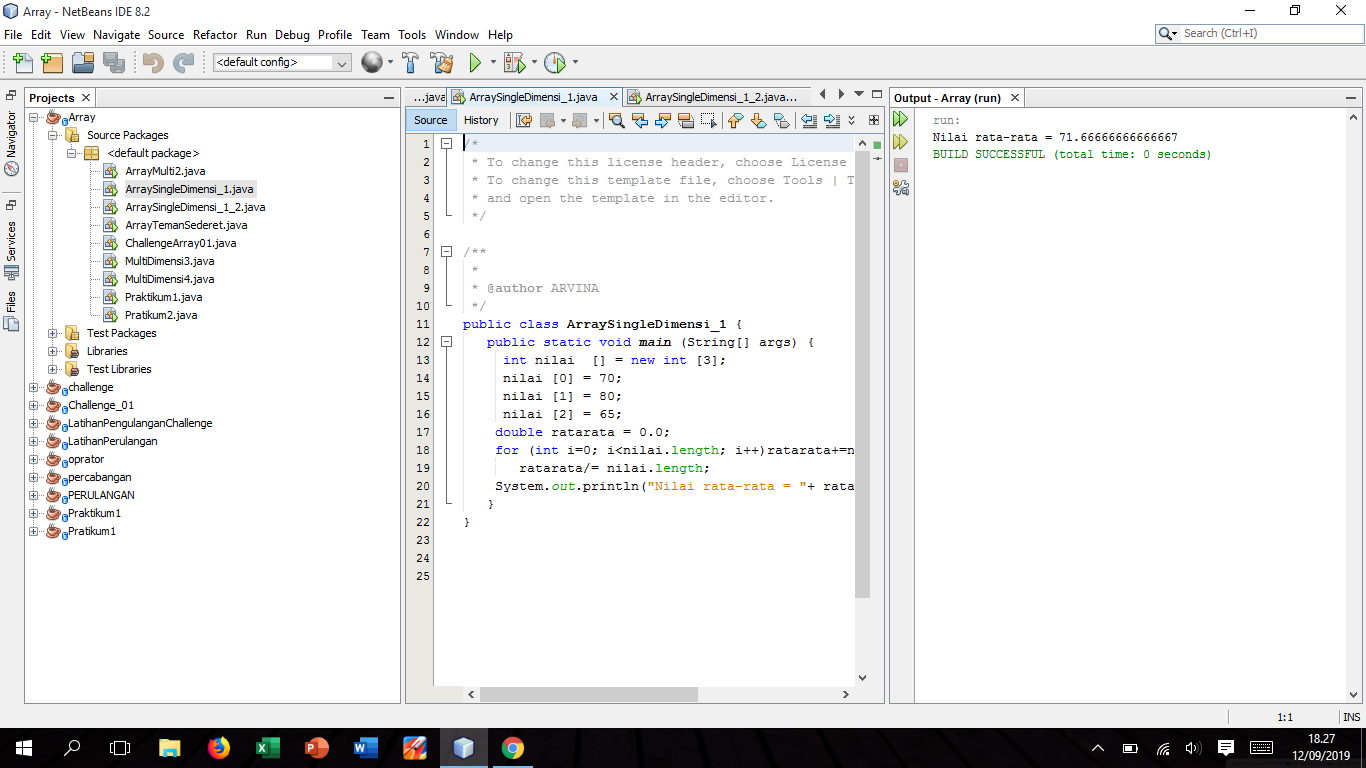 Array - NetBeans IDE 8.2
File Edit View Navigate Source Refactor Run Debug Profile Team Tools Window Help
Search (Ctrl+I)
<default config>
Navigator
Services
Files
Projects
Array
Source Packages
<default package>
ArrayMulti2.java
ArraySingleDimensi_1.java
ArraySingleDimensi_1_2.java
ArrayTemanSederet.java
ChallengeArray01.java
MultiDimensi3.java
MultiDimensi4.java
Praktikum1.java
Pratikum2.java
Test Packages
Libraries
Test Libraries
challenge
Challenge_01
LatihanPengulanganChallenge
LatihanPerulangan
oprator
percabangan
PERULANGAN
Praktikum1
Pratikum1
...java ArraySingleDimensi_1.java ArraySingleDimensi_1_2.java...
Source History
1 /*
2 * To change this license header, choose License
3 * To change this template file, choose Tools | T
4 * and open the template in the editor.
5 */
6
7 /**
8 *
9 * @author ARVINA
10 */
11 public class ArraySingleDimensi_1 {
12 public static void main (String[] args) {
13 int nilai  [] = new int [3];
14 nilai [0] = 70;
15 nilai [1] = 80;
16 nilai [2] = 65;
17 double ratarata = 0.0;
18 for (int i=0; i<nilai.length; i++)ratarata+=n
19 ratarata/= nilai.length;
20 System.out.println("Nilai rata-rata = "+ rata
21 }
22 }
23
24
25
Output - Array (run)
run:
Nilai rata-rata = 71.66666666666667
BUILD SUCCESSFUL (total time: 0 seconds)
1:1 INS
18.27
12/09/2019